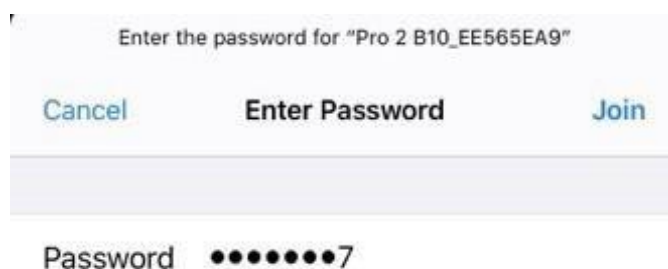 Enter the password for “Pro 2 B10_EE565EA9”
Cancel Enter Password Join
Password ●●●●●●●7